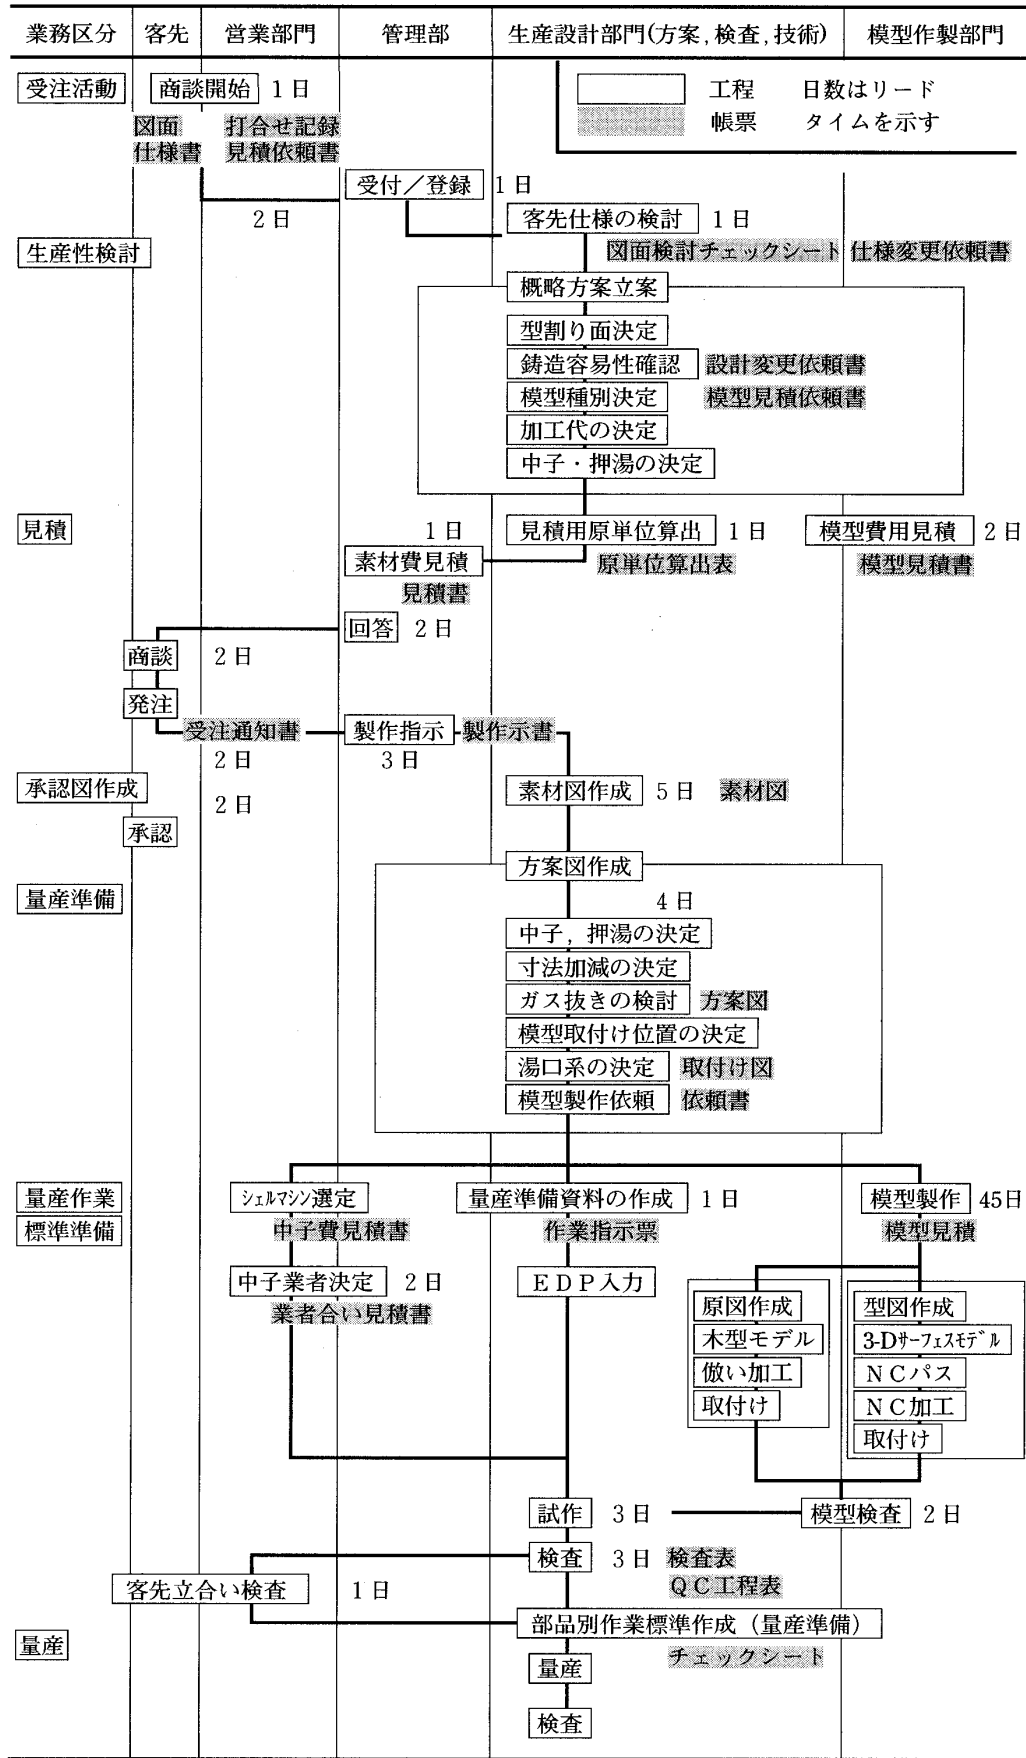 業務区分 客先 営業部門 管理部 生産設計部門(方案,検査,技術) 模型作製部門
受注活動 商談開始 1日 工程 日数はリード
図面 打合せ記録 帳票 タイムを示す
仕様書 見積依頼書
受付/登録 1日
2日 客先仕様の検討 1日
生産性検討 図面検討チェックシート 仕様変更依頼書
概略方案立案
型割り面決定
鋳造容易性確認 設計変更依頼書
模型種別決定 模型見積依頼書
加工代の決定
中子・押湯の決定
見積 1日 見積用原単位算出 1日 模型費用見積 2日
素材費見積 原単位算出表 模型見積書
見積書
回答 2日
商談 2日
発注
受注通知書 製作指示 製作示書
2日 3日
承認図作成 2日 素材図作成 5日 素材図
承認
方案図作成
量産準備 4日
中子,押湯の決定
寸法加減の決定
ガス抜きの検討 方案図
模型取付け位置の決定
湯口系の決定 取付け図
模型製作依頼 依頼書
量産作業 シェルマシン選定 量産準備資料の作成 1日 模型製作 45日
標準準備 中子費見積書 作業指示票 模型見積
中子業者決定 2日 EDP入力
業者合い見積書 原図作成 型図作成
木型モデル 3-Dサーフェスモデル
倣い加工 NCパス
取付け NC加工
取付け
試作 3日 模型検査 2日
検査 3日 検査表
QC工程表
客先立合い検査 1日
部品別作業標準作成(量産準備)
量産 チェックシート
量産
検査